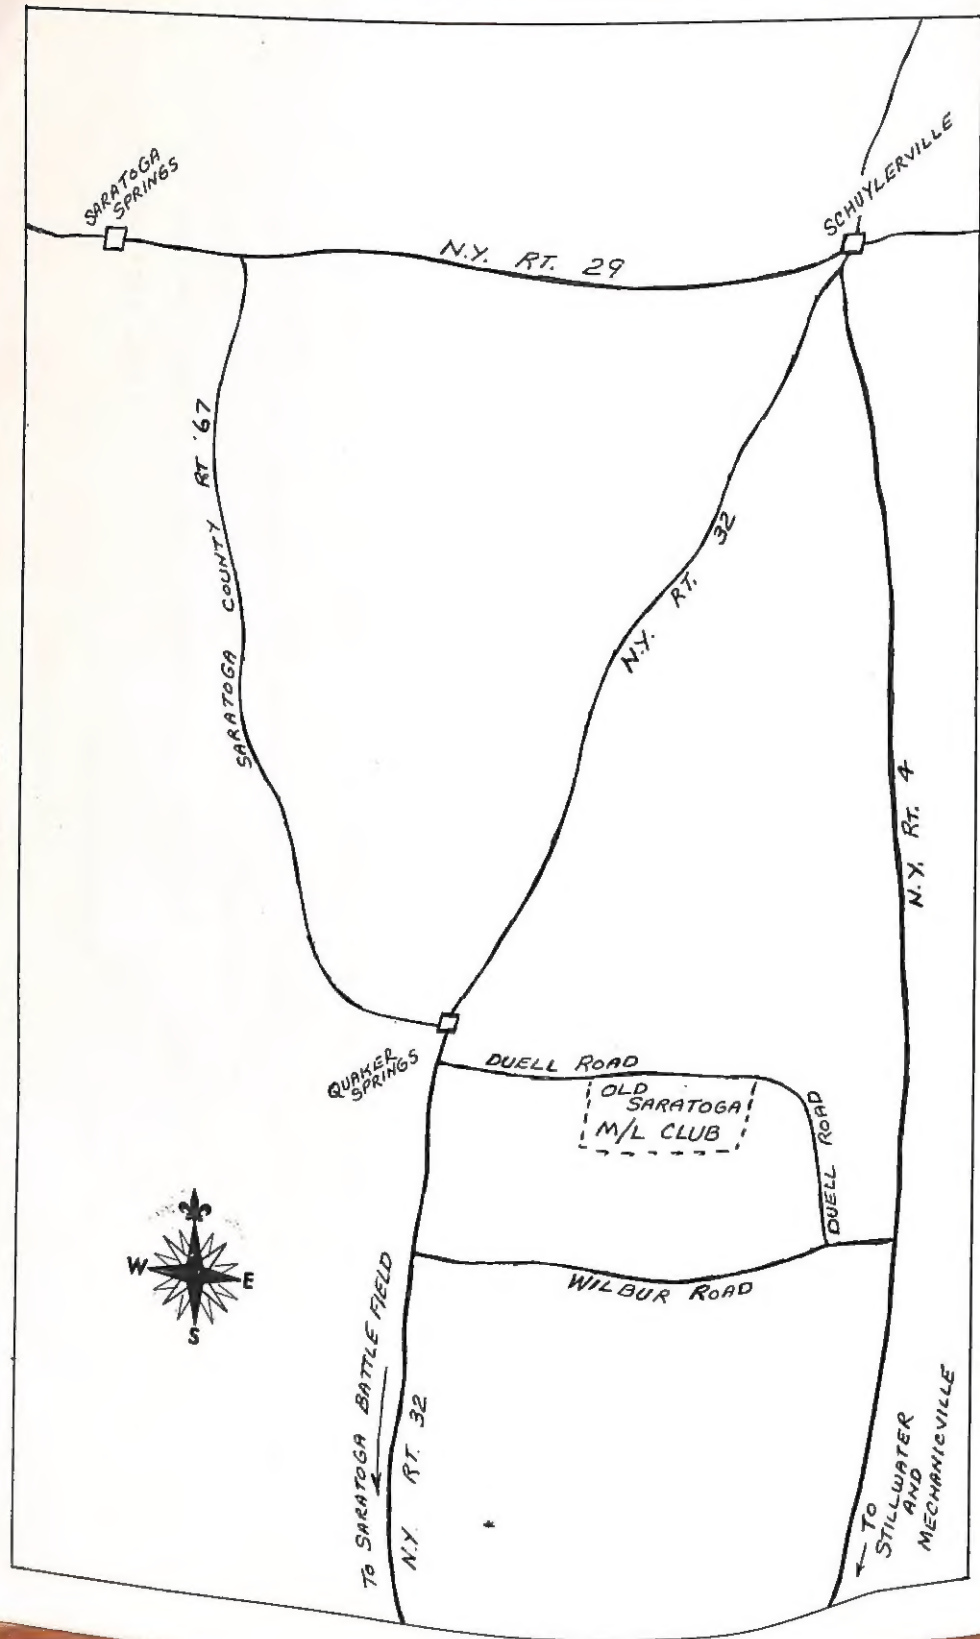 SARATOGA
SPRINGS
SCHUYLERVILLE
N.Y. RT. 29
SARATOGA COUNTY RT '67
N.Y. RT. 32
N.Y. RT. 4
QUAKER
SPRINGS
DUELL ROAD
OLD
SARATOGA
M/L CLUB
DUELL ROAD
W
E
S
WILBUR ROAD
TO SARATOGA BATTLE FIELD
N.Y. RT. 32
TO
STILLWATER
AND
MECHANICVILLE